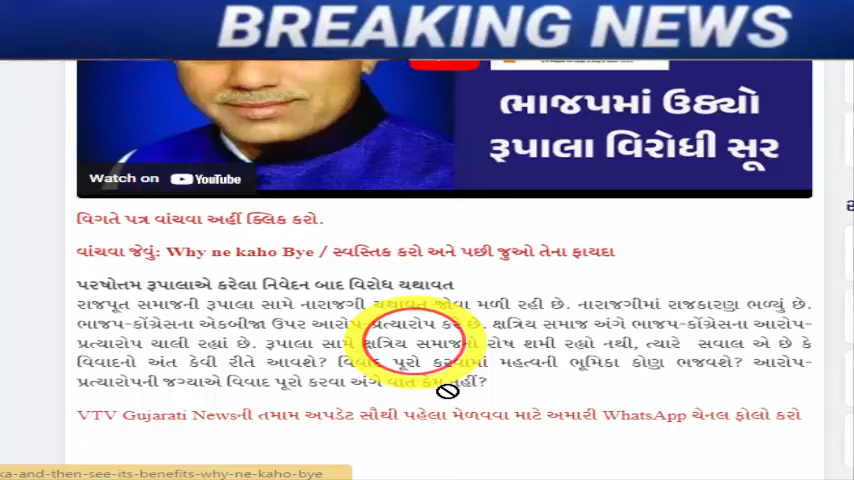 BREAKING NEWS
ભાજપમાં ઉઠ્યો
રૂપાલા વિરોધી સૂર
Watch on YouTube
વિગતે પત્ર વાંચવા અહીં ક્લિક કરો.
વાંચવા જેવું: Why ne kaho Bye / સ્વસ્તિક કરો અને પછી જુઓ તેના ફાયદા
પરષોત્તમ રૂપાલાએ કરેલા નિવેદન બાદ વિરોધ યથાવત
રાજપૂત સમાજની રૂપાલા સામે નારાજગી યથાવત જોવા મળી રહી છે. નારાજગીમાં રાજકારણ ભળ્યું છે.
ભાજપ-કોંગ્રેસના એકબીજા ઉપર આરોપ-પ્રત્યારોપ કરે છે. ક્ષત્રિય સમાજ અંગે ભાજપ-કોંગ્રેસના આરોપ-
પ્રત્યારોપ ચાલી રહ્યાં છે. રૂપાલા સામે ક્ષત્રિય સમાજનો રોષ શમી રહ્યો નથી, ત્યારે સવાલ એ છે કે
વિવાદનો અંત કેવી રીતે આવશે? વિવાદ પૂરો કરવામાં મહત્વની ભૂમિકા કોણ ભજવશે? આરોપ-
પ્રત્યારોપની જગ્યાએ વિવાદ પૂરો કરવા અંગે વાત કેમ નહીં?
VTV Gujarati Newsની તમામ અપડેટ સૌથી પહેલા મેળવવા માટે અમારી WhatsApp ચેનલ ફોલો કરો
ka-and-then-see-its-benefits-why-ne-kaho-bye